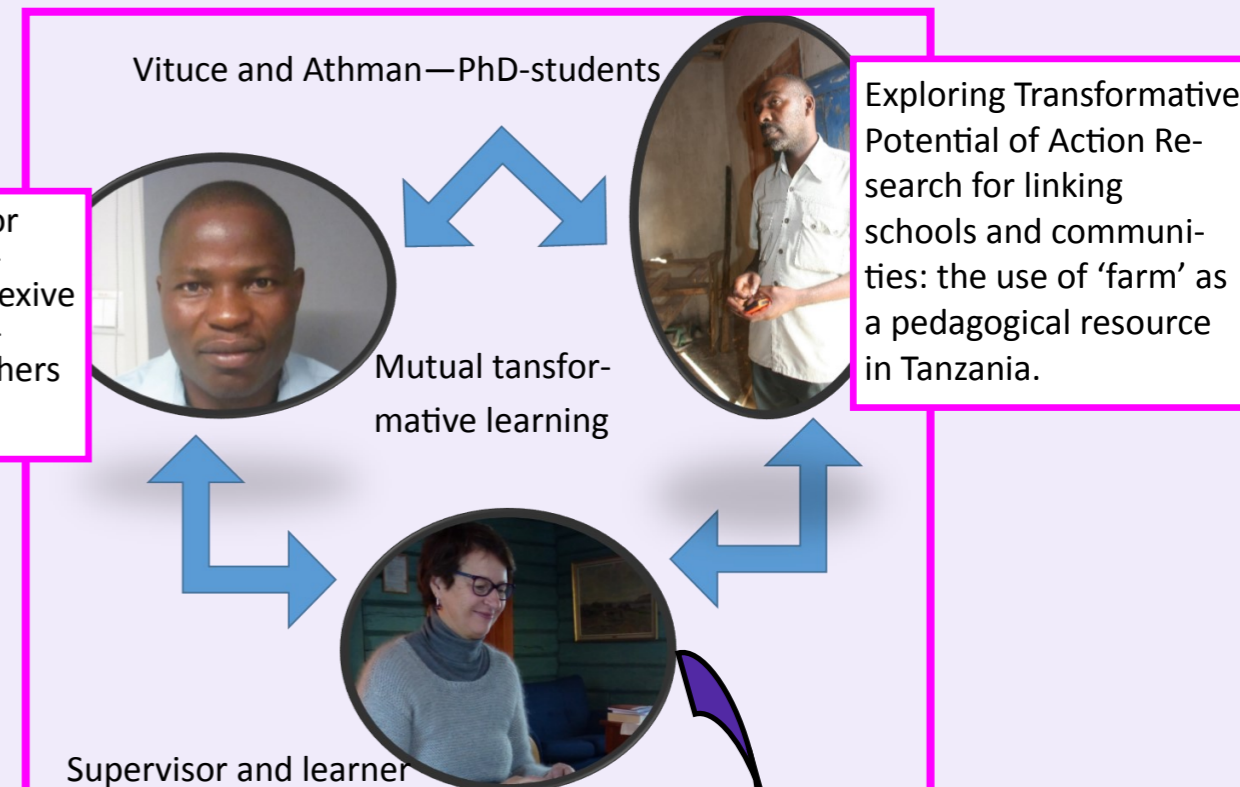 Vituce and Athman—PhD-students
Exploring Transformative
Potential of Action Re-
search for linking
schools and communi-
ties: the use of ‘farm’ as
a pedagogical resource
in Tanzania.
exive
Mutual tansfor-
mative learning
Supervisor and learner